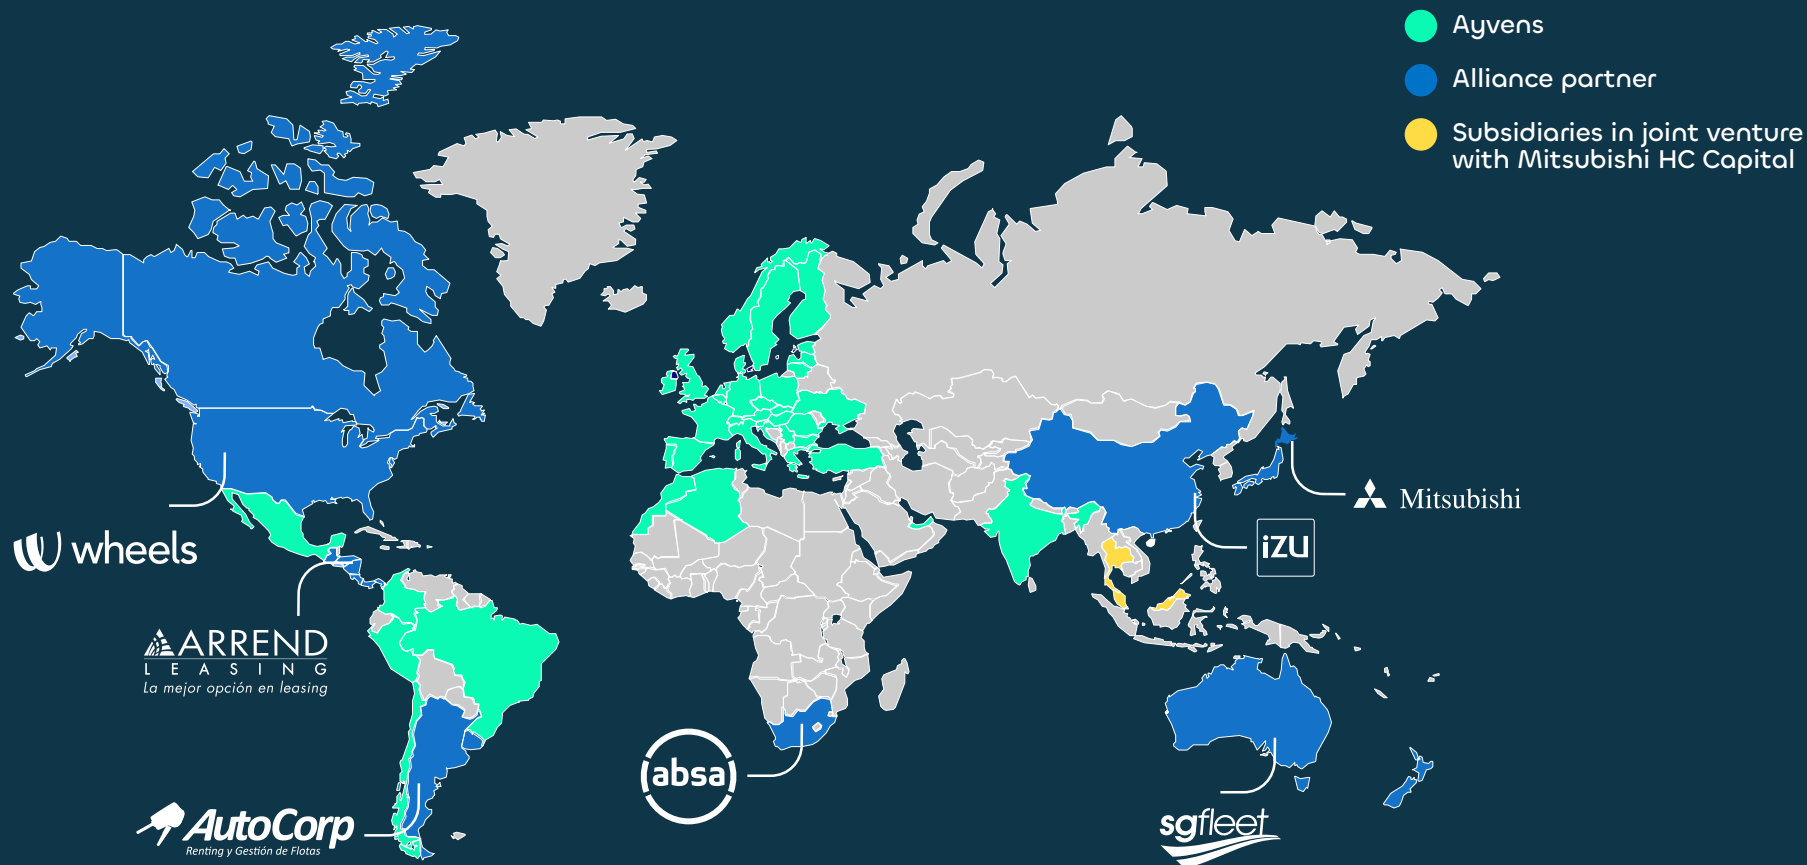 Ayvens
Alliance partner
Subsidiaries in joint venture
with Mitsubishi HC Capital
wheels
Mitsubishi
iZU
ARREND
LEASING
La mejor opción en leasing
absa
AutoCorp
Renting y Gestión de Flotas
sgfleet